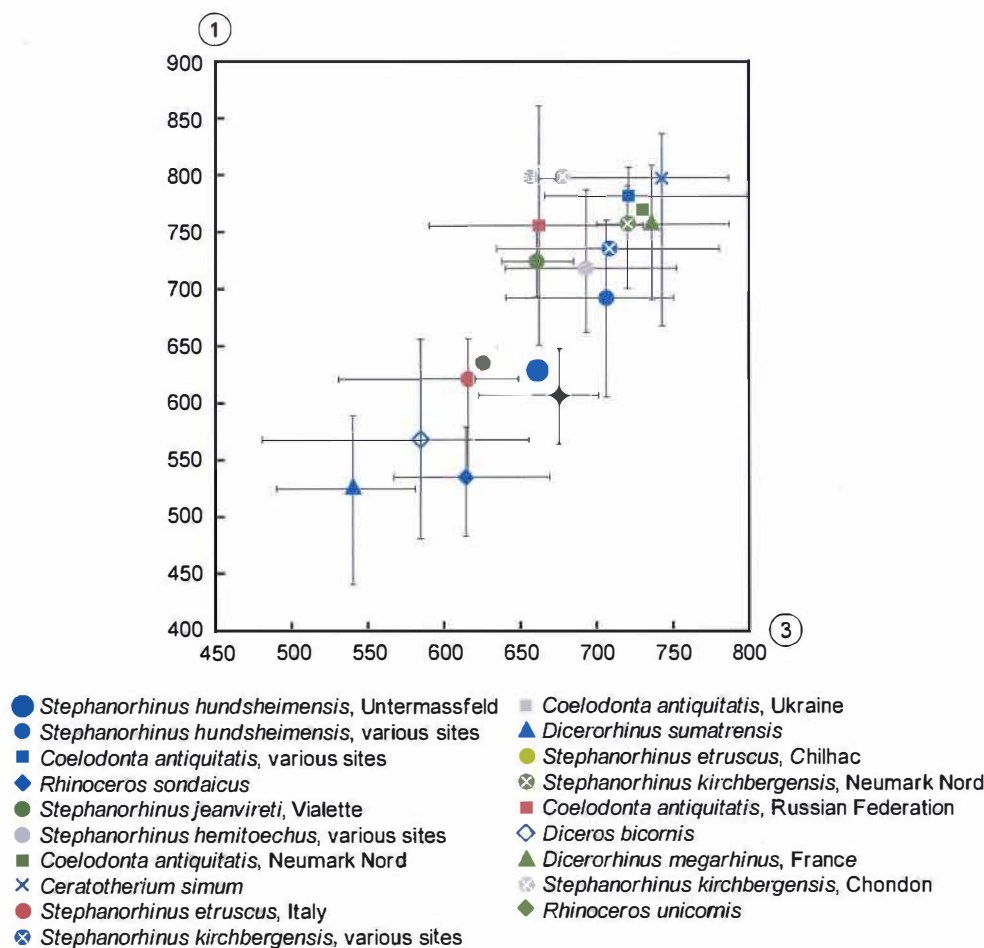 1
900
850
800
750
700
650
600
550
500
450
400
3
450 500 550 600 650 700 750 800
Stephanorhinus hundsheimensis, Untermassfeld
Stephanorhinus hundsheimensis, various sites
Coelodonta antiquitatis, various sites
Rhinoceros sondaicus
Stephanorhinus jeanvireti, Vialette
Stephanorhinus hemitoechus, various sites
Coelodonta antiquitatis, Neumark Nord
Ceratotherium simum
Stephanorhinus etruscus, Italy
Stephanorhinus kirchbergensis, various sites
Coelodonta antiquitatis, Ukraine
Dicerorhinus sumatrensis
Stephanorhinus etruscus, Chilhac
Stephanorhinus kirchbergensis, Neumark Nord
Coelodonta antiquitatis, Russian Federation
Diceros bicornis
Dicerorhinus megarhinus, France
Stephanorhinus kirchbergensis, Chondon
Rhinoceros unicornis